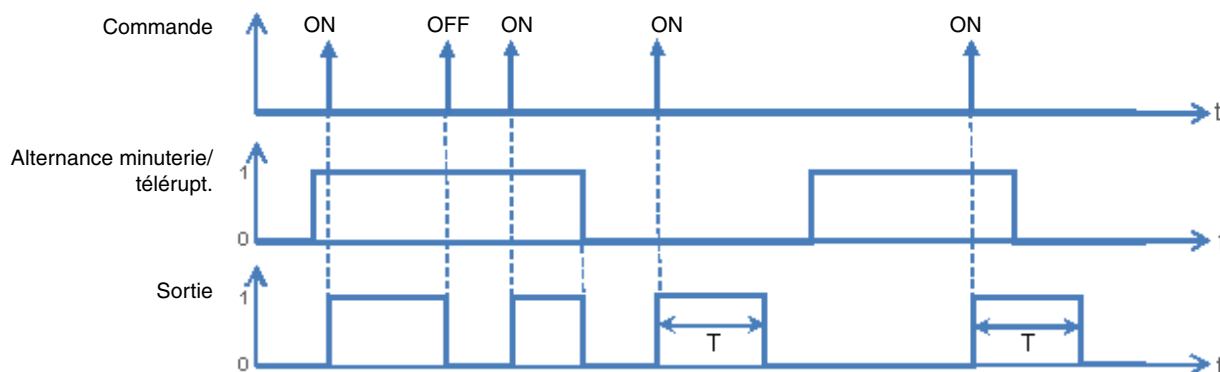 Commande
ON OFF ON ON ON
t
Alternance minuterie/
télérupt.
1
0
Sortie
1
T T
0
t